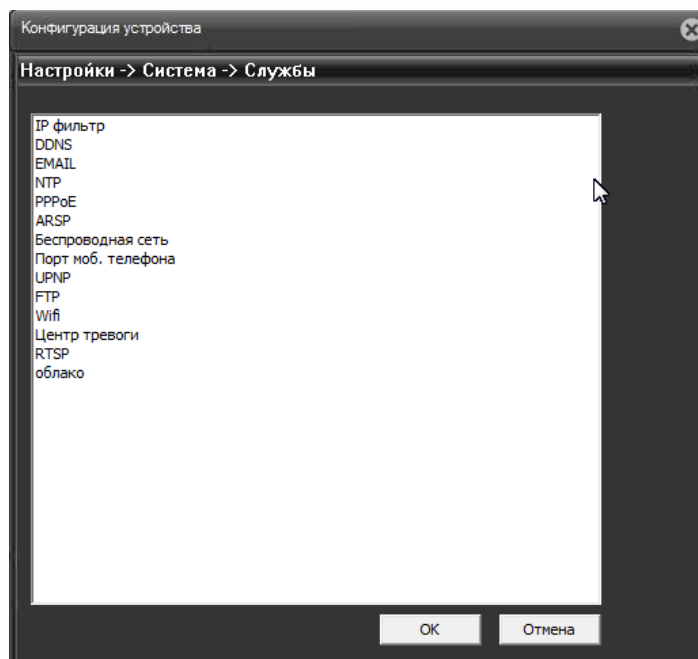 Конфигурация устройства
Настройки -> Система -> Службы
IP фильтр
DDNS
EMAIL
NTP
PPPoE
ARSP
Беспроводная сеть
Порт моб. телефона
UPNP
FTP
Wifi
Центр тревоги
RTSP
облако
OK
Отмена